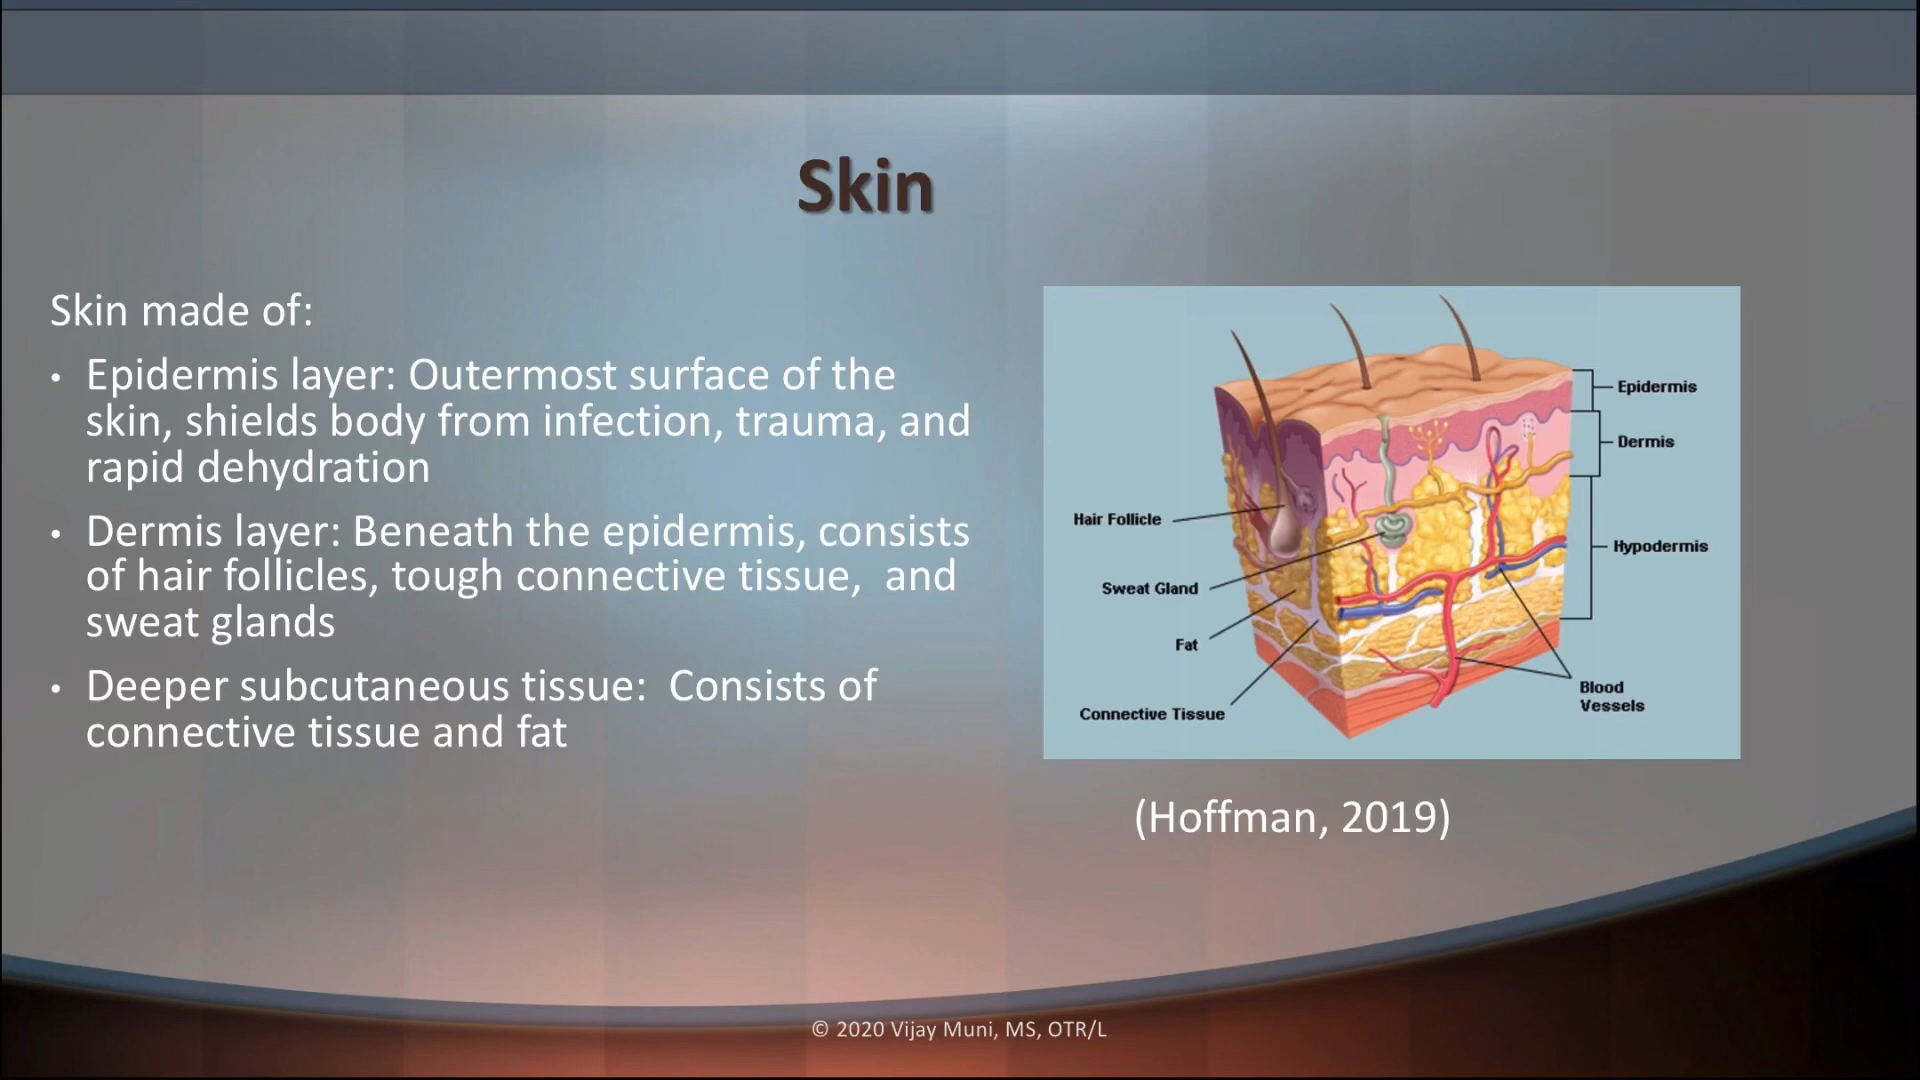 Skin
Skin made of:
• Epidermis layer: Outermost surface of the
skin, shields body from infection, trauma, and
rapid dehydration
• Dermis layer: Beneath the epidermis, consists
of hair follicles, tough connective tissue,  and
sweat glands
• Deeper subcutaneous tissue:  Consists of
connective tissue and fat
Epidermis
Dermis
Hair Follicle
Hypodermis
Sweat Gland
Fat
Blood
Vessels
Connective Tissue
(Hoffman, 2019)
© 2020 Vijay Muni, MS, OTR/L